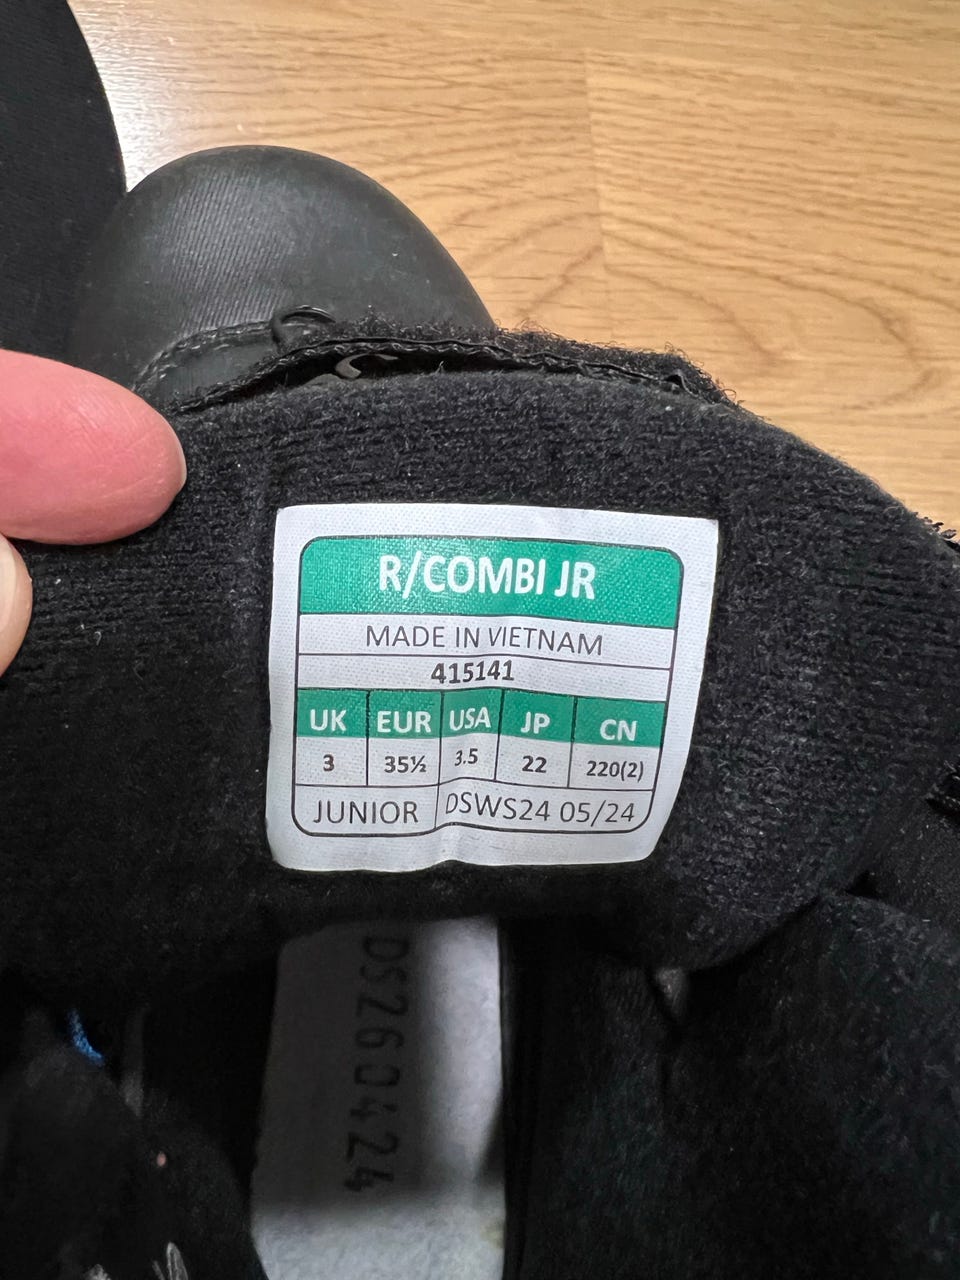 R/COMBI JR
MADE IN VIETNAM
415141
UK EUR USA JP CN
3 35½ 3.5 22 220(2)
JUNIOR DSWS24 05/24
DS260424